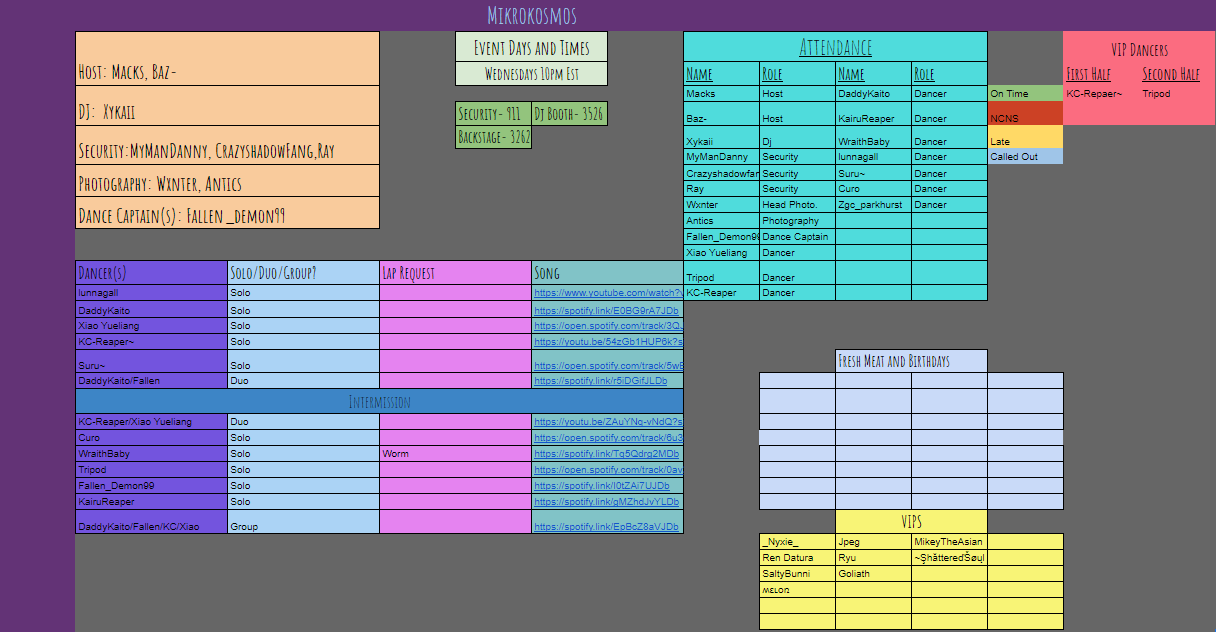 Mikrokosmos
Host: Macks, Baz-
DJ: Xykaii
Security:MyManDanny, CrazyshadowFang,Ray
Photography: Wxnter, Antics
Dance Captain(s): Fallen_demon99
Event Days and Times
Wednesdays 10pm Est
Security- 911 Dj Booth- 3526
Backstage- 3262
Attendance
Name Role Name Role
Macks Host DaddyKaito Dancer
Baz- Host KairuReaper Dancer
Xykaii Dj WraithBaby Dancer
MyManDanny Security lunnagall Dancer
Crazyshadowfan Security Suru~ Dancer
Ray Security Curo Dancer
Wxnter Head Photo. Zgc_parkhurst Dancer
Antics Photography
Fallen_Demon99 Dance Captain
Xiao Yueliang Dancer
Tripod Dancer
KC-Reaper Dancer
On Time
NCNS
Late
Called Out
VIP Dancers
First Half Second Half
KC-Repaer~ Tripod
Dancer(s) Solo/Duo/Group? Lap Request Song
lunnagall Solo https://www.youtube.com/watch?v
DaddyKaito Solo https://spotify.link/E0BG9rA7JDb
Xiao Yueliang Solo https://open.spotify.com/track/3QJ
KC-Reaper~ Solo https://youtu.be/54zGb1HUP6k?s
Suru~ Solo https://open.spotify.com/track/5wE
DaddyKaito/Fallen Duo https://spotify.link/r5iDGifJLDb
Intermission
KC-Reaper/Xiao Yueliang Duo https://youtu.be/ZAuYNq-vNdQ?s
Curo Solo https://open.spotify.com/track/6u3
WraithBaby Solo Worm https://spotify.link/Tq5Qdrg2MDb
Tripod Solo https://open.spotify.com/track/0av
Fallen_Demon99 Solo https://spotify.link/I0tZAi7UJDb
KairuReaper Solo https://spotify.link/gMZhdJvYLDb
DaddyKaito/Fallen/KC/Xiao Group https://spotify.link/EpBcZ8aVJDb
Fresh Meat and Birthdays
VIPS
_Nyxie_ Jpeg MikeyTheAsian
Ren Datura Ryu ~ŞhåtteredŠøųl
SaltyBunni Goliath
ʍɛʟօռ